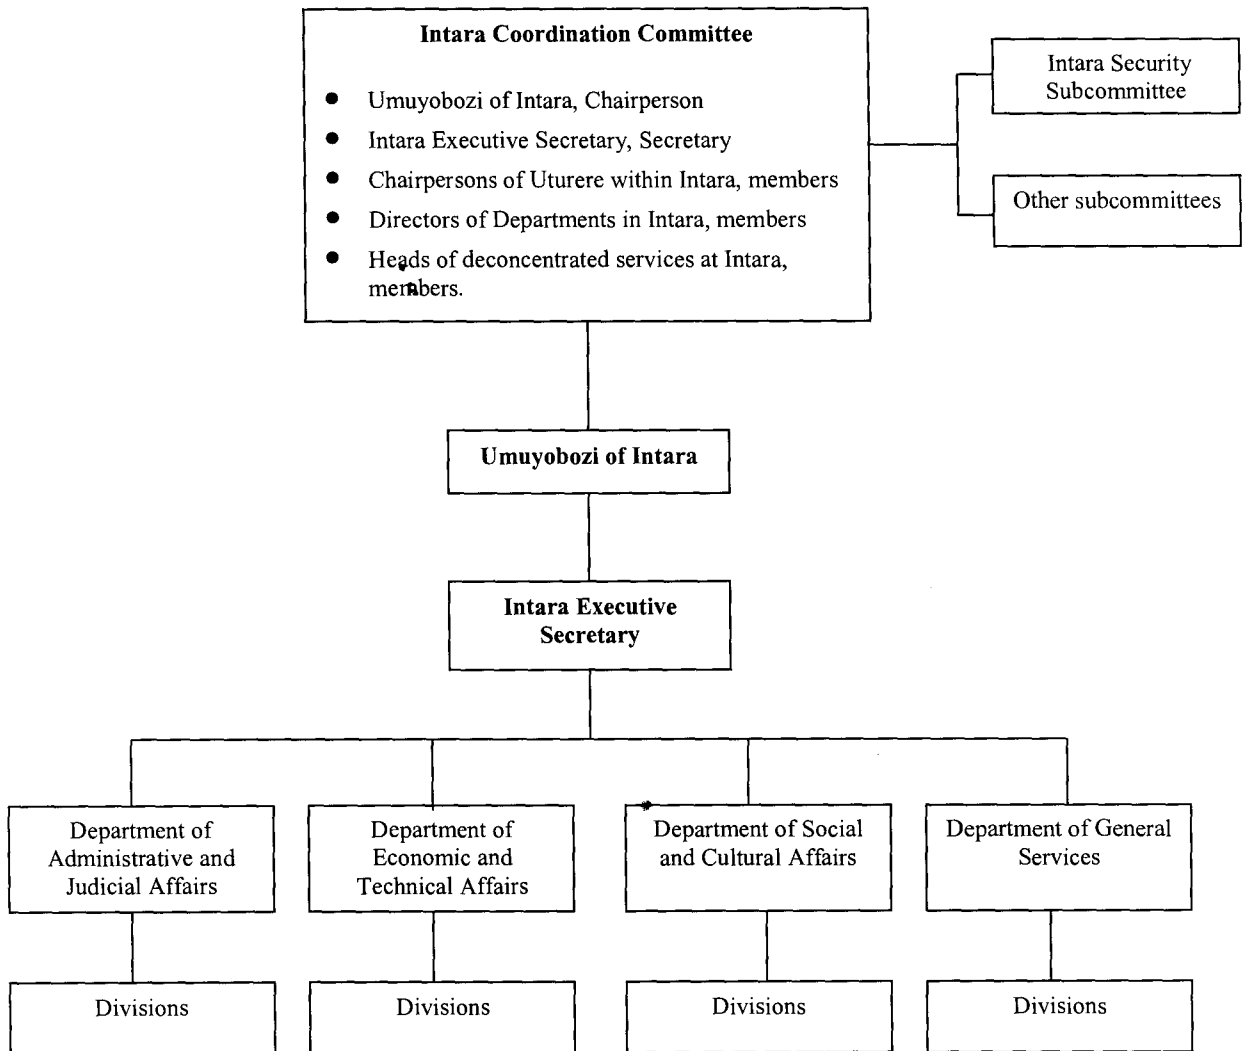 Intara Coordination Committee
● Umuyobozi of Intara, Chairperson
● Intara Executive Secretary, Secretary
● Chairpersons of Uturere within Intara, members
● Directors of Departments in Intara, members
● Heads of deconcentrated services at Intara,
members.
Intara Security
Subcommittee
Other subcommittees
Umuyobozi of Intara
Intara Executive
Secretary
Department of
Administrative and
Judicial Affairs
Department of
Economic and
Technical Affairs
Department of Social
and Cultural Affairs
Department of General
Services
Divisions
Divisions
Divisions
Divisions